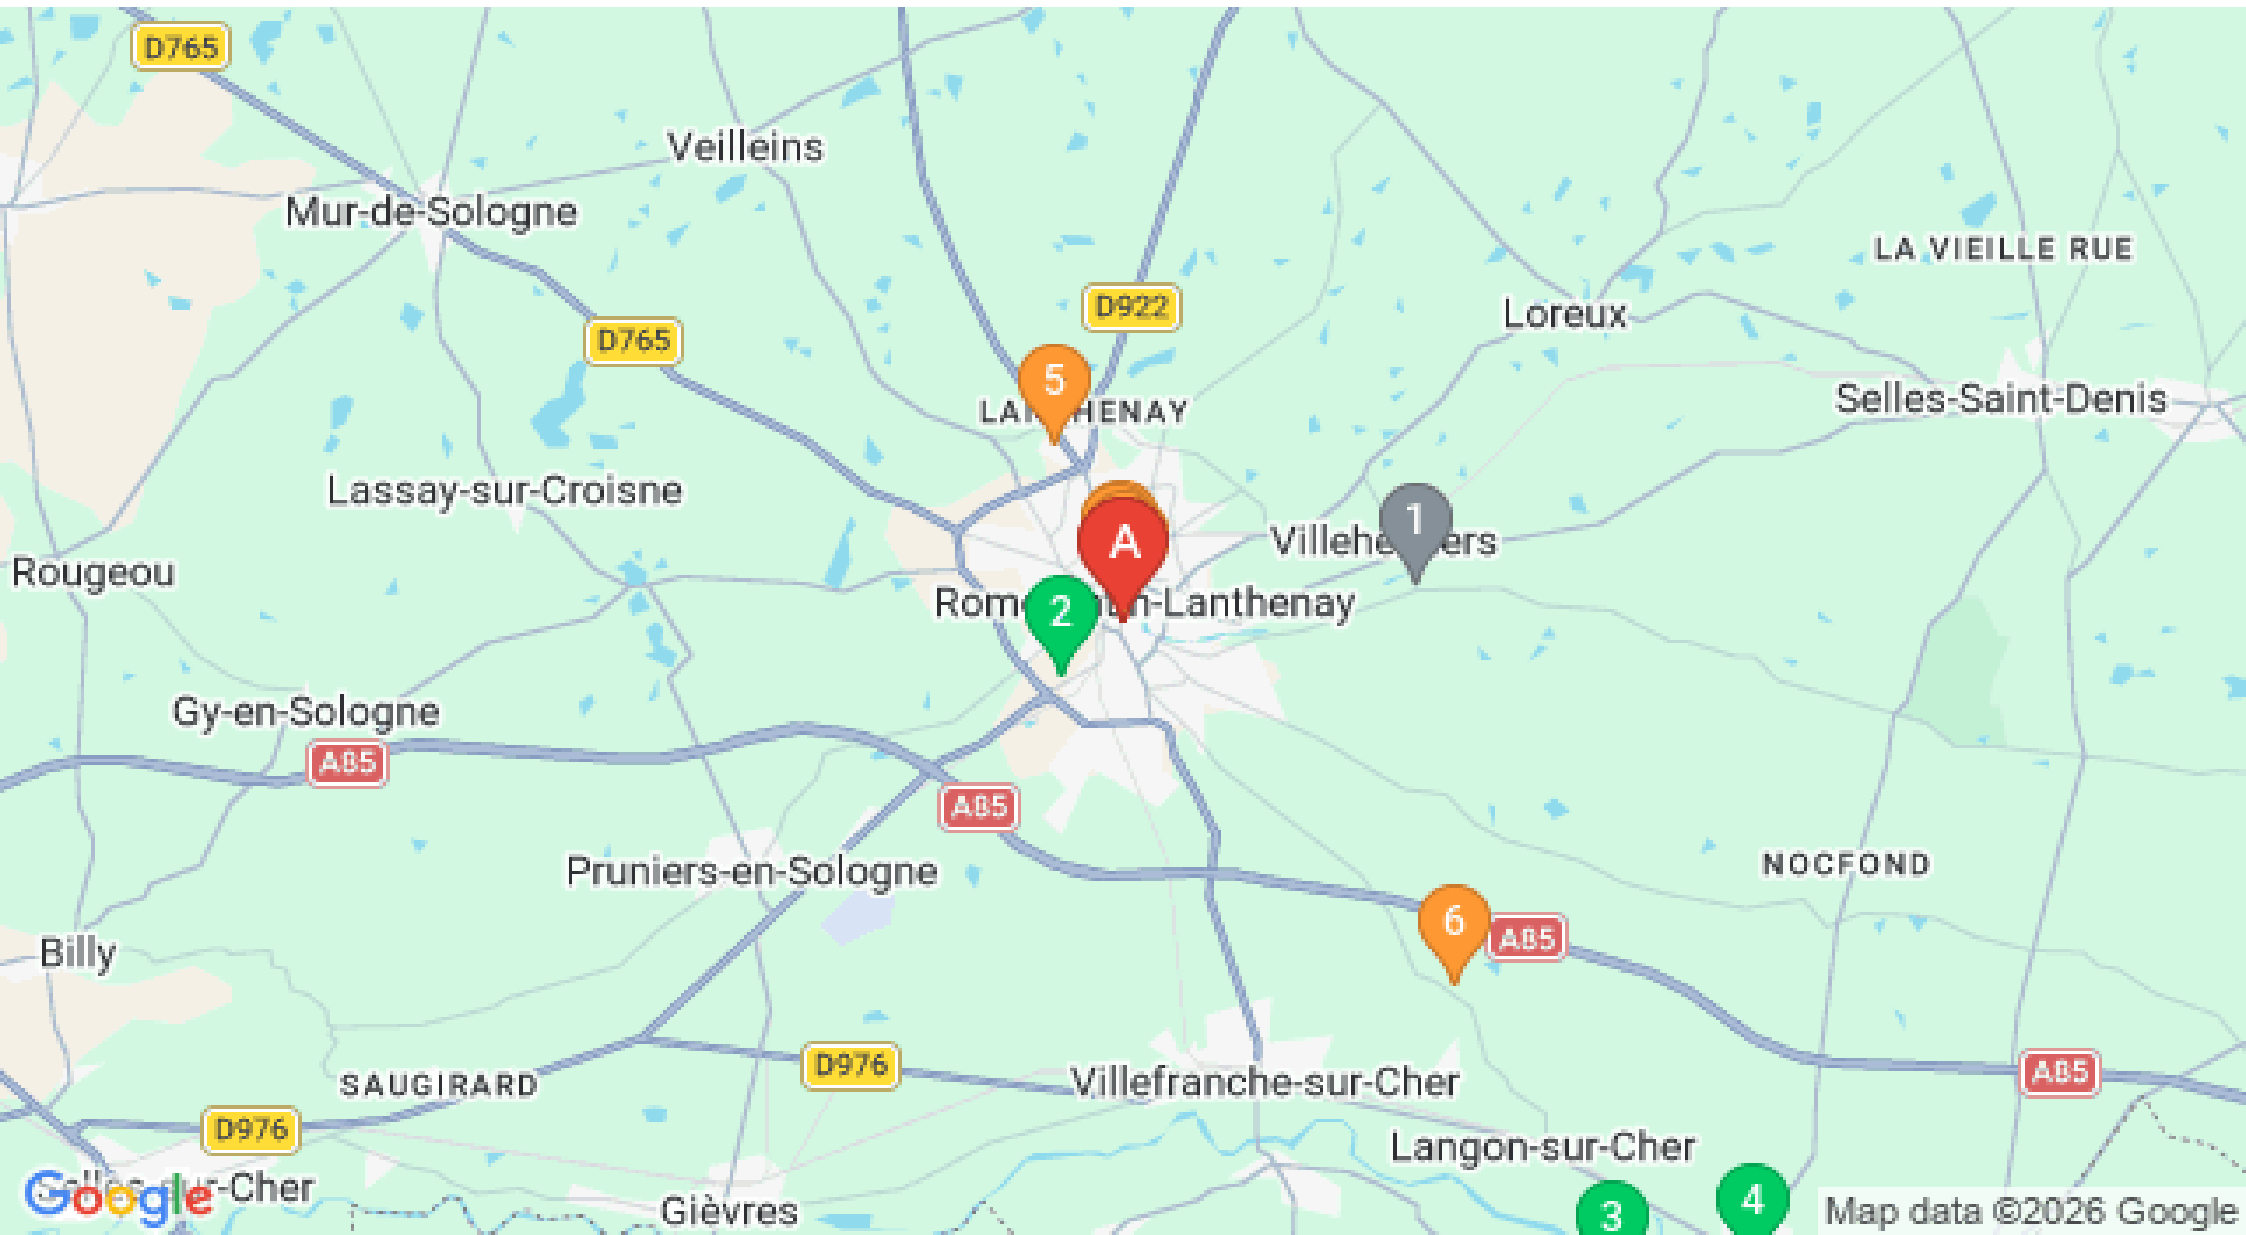 D765
Veilleins
Mur-de-Sologne
LA VIEILLE RUE
D922
Loreux
D765
5
Selles-Saint-Denis
Lassay-sur-Croisne
1
A
Rougeou
2
-Lanthenay
Gy-en-Sologne
A85
A85
Pruniers-en-Sologne
NOCFOND
6
A85
Billy
D976
A85
Villefranche-sur-Cher
SAUGIRARD
D976
Langon-sur-Cher
Google
-Cher
Gièvres
3
4
Map data ©2026 Google